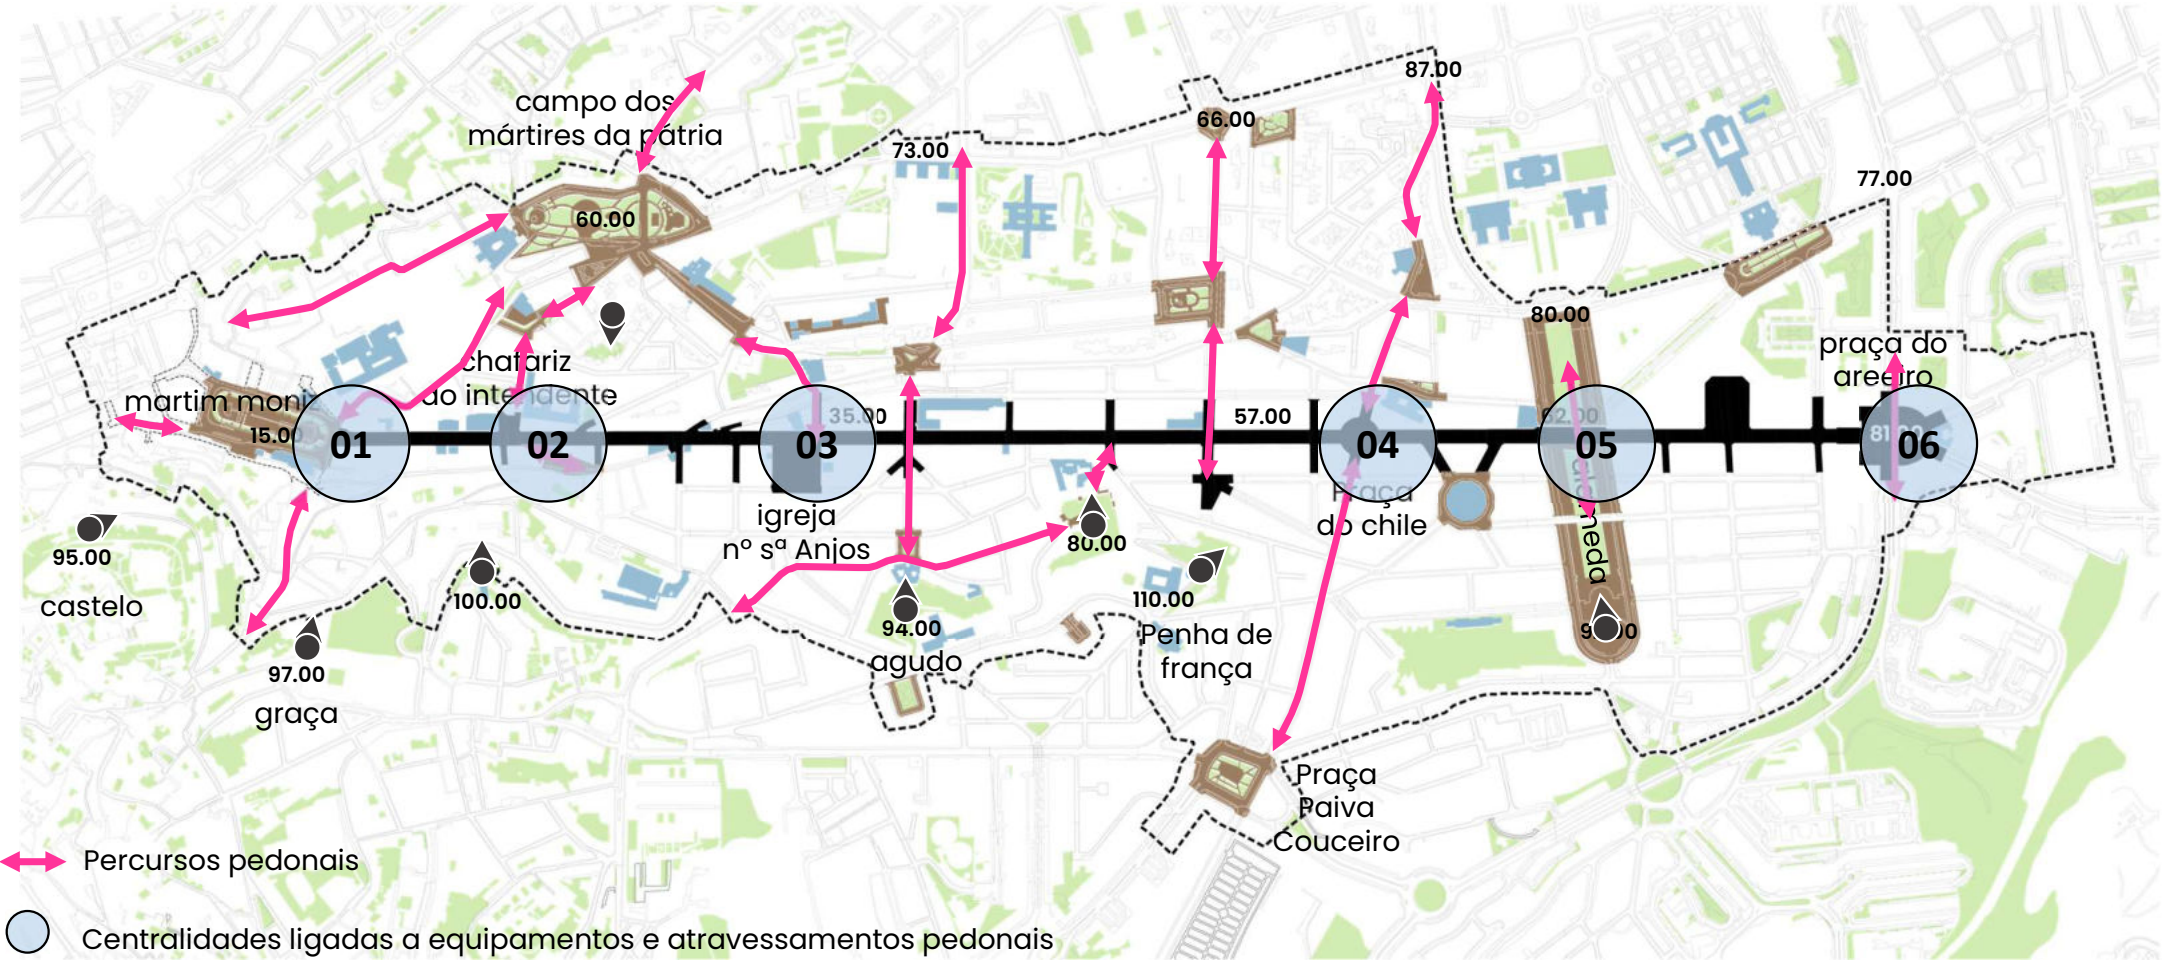 87.00
campo dos
mártires da pátria
66.00
73.00
77.00
60.00
80.00
praça do
areeiro
chafariz
do intendente
martim moniz
15.00
35.00
57.00
62.00
01
02
03
04
05
06
Praça
do chile
alameda
igreja
nº sª Anjos
80.00
95.00
castelo
100.00
110.00
94.00
agudo
Penha de
frança
97.00
graça
Praça
Paiva
Couceiro
Percursos pedonais
Centralidades ligadas a equipamentos e atravessamentos pedonais